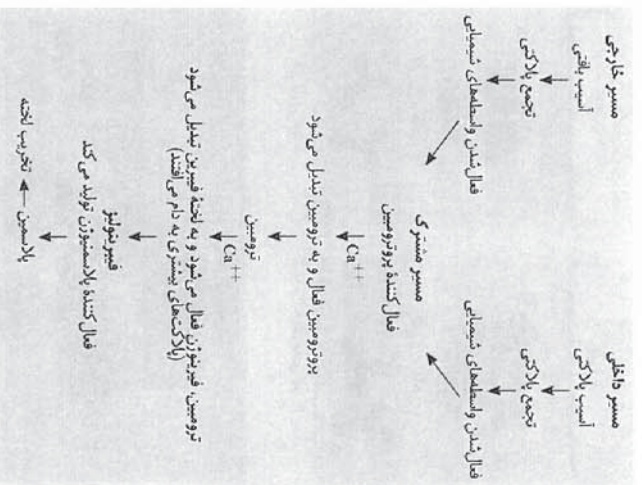 مسیر خارجی
آسیب بافتی
تجمع پلاکتی
فعال‌شدن واسطه‌های شیمیایی
مسیر داخلی
آسیب پلاکتی
تجمع پلاکتی
فعال‌شدن واسطه‌های شیمیایی
مسیر مشترک
فعال‌کنندهٔ پروترومبین
Ca++
پروترومبین فعال و به ترومبین تبدیل می‌شود
ترومبین
Ca++
ترومبین، فیبرینوژن فعال می‌شود و به لختهٔ فیبرین تبدیل می‌شود
(پلاکت‌های بیشتری به دام می‌افتند)
فیبرینولیز
فعال‌کنندهٔ پلاسمنیوژن تولید می‌کند
پلاسمین
تخریب لخته